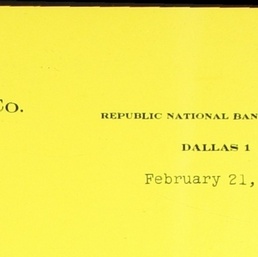 Co.
REPUBLIC NATIONAL BAN
DALLAS 1
February 21,